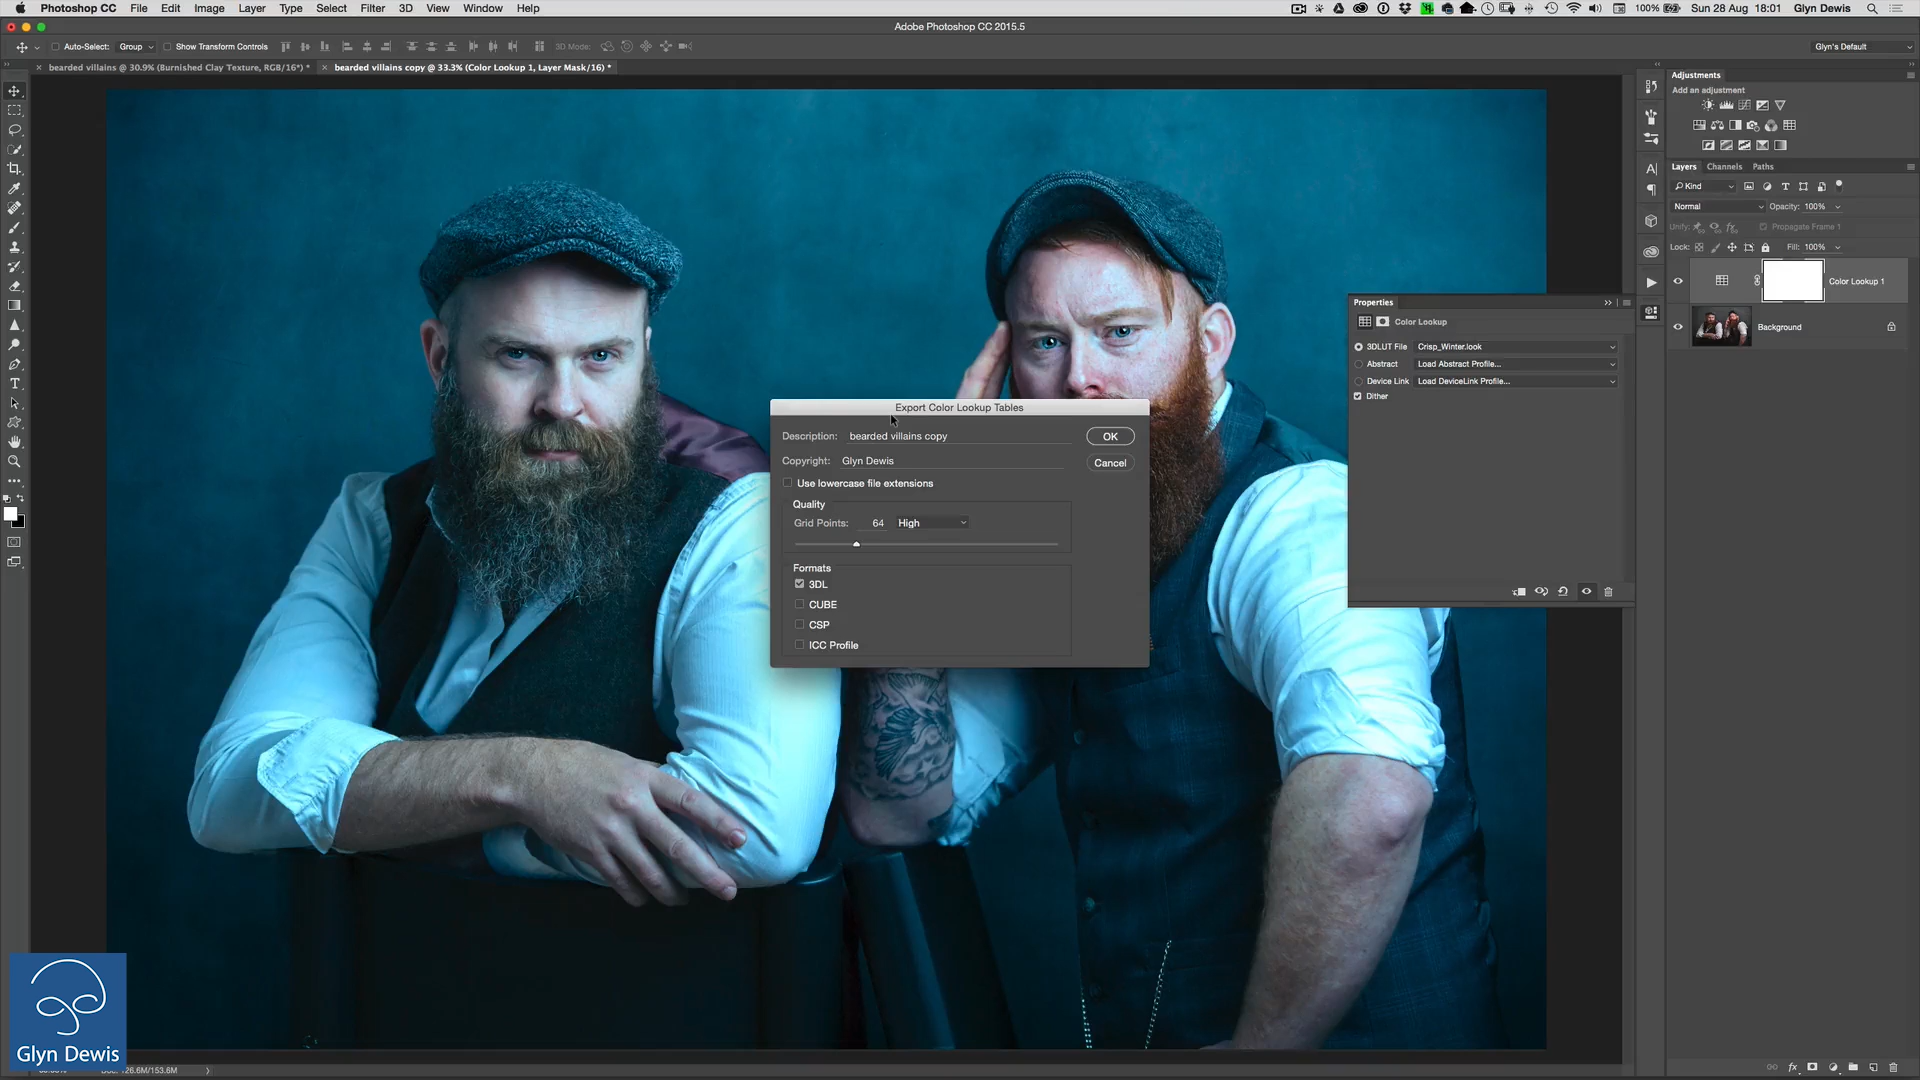 Photoshop CC File Edit Image Layer Type Select Filter 3D View Window Help 100% Sun 28 Aug 18:01 Glyn Dewis
Adobe Photoshop CC 2015.5
Auto-Select: Group Show Transform Controls 3D Mode: Glyn's Default
bearded villains @ 30.9% (Burnished Clay Texture, RGB/16*) *
bearded villains copy @ 33.3% (Color Lookup 1, Layer Mask/16) *
Adjustments
Add an adjustment
Layers Channels Paths
Kind
Normal Opacity: 100%
Unify: Propagate Frame 1
Lock: Fill: 100%
Color Lookup 1
Background
Properties
Color Lookup
3DLUT File Crisp_Winter.look
Abstract Load Abstract Profile...
Device Link Load DeviceLink Profile...
Dither
Export Color Lookup Tables
Description: bearded villains copy OK
Copyright: Glyn Dewis Cancel
Use lowercase file extensions
Quality
Grid Points: 64 High
Formats
3DL
CUBE
CSP
ICC Profile
Glyn Dewis
126.6M/153.6M